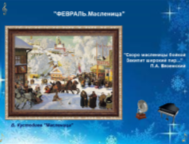 "ФЕВРАЛЬ.Масленица"
"Скоро масленицы бойкой
Закипит широкий пир..."
П.А. Вяземский
Б. Кустодиев "Масленица"